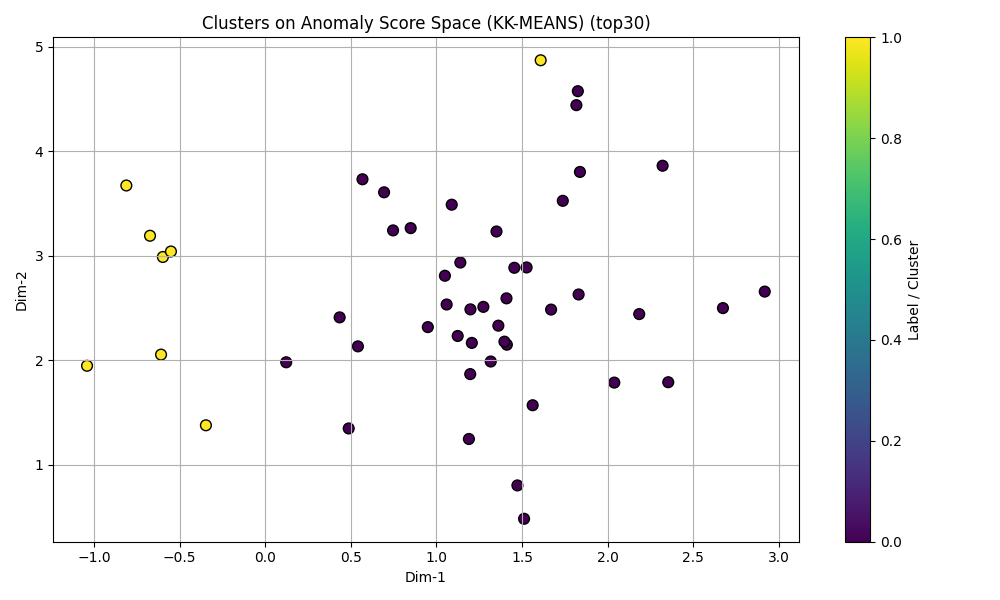 Clusters on Anomaly Score Space (KK-MEANS) (top30)
5
4
3
2
1
Dim-2
−1.0 −0.5 0.0 0.5 1.0 1.5 2.0 2.5 3.0
Dim-1
1.0
0.8
0.6
0.4
0.2
0.0
Label / Cluster